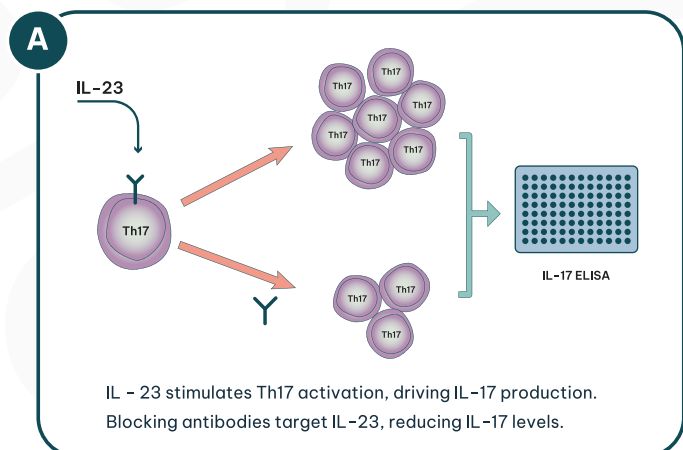 A
IL-23
Th17
Th17
Th17
Th17
Th17
Th17
Th17
Th17
Th17
Th17
Th17
IL-17 ELISA
IL - 23 stimulates Th17 activation, driving IL-17 production.
Blocking antibodies target IL-23, reducing IL-17 levels.